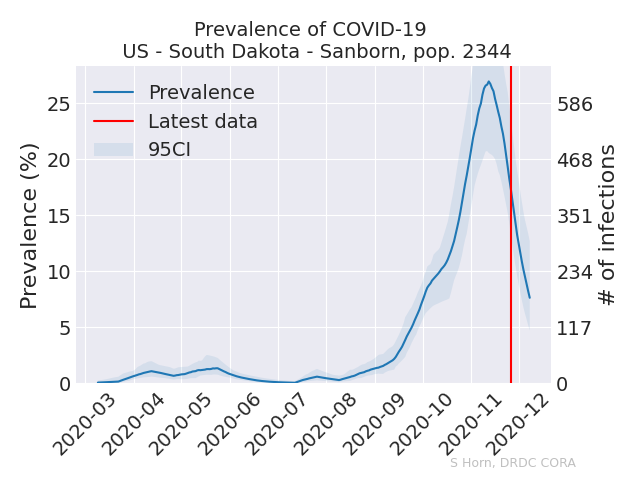 Prevalence of COVID-19
US - South Dakota - Sanborn, pop. 2344
Prevalence
Latest data
95CI
Prevalence (%)
25
20
15
10
5
0
586
468
351
234
117
0
# of infections
2020-03
2020-04
2020-05
2020-06
2020-07
2020-08
2020-09
2020-10
2020-11
2020-12
S Horn, DRDC CORA